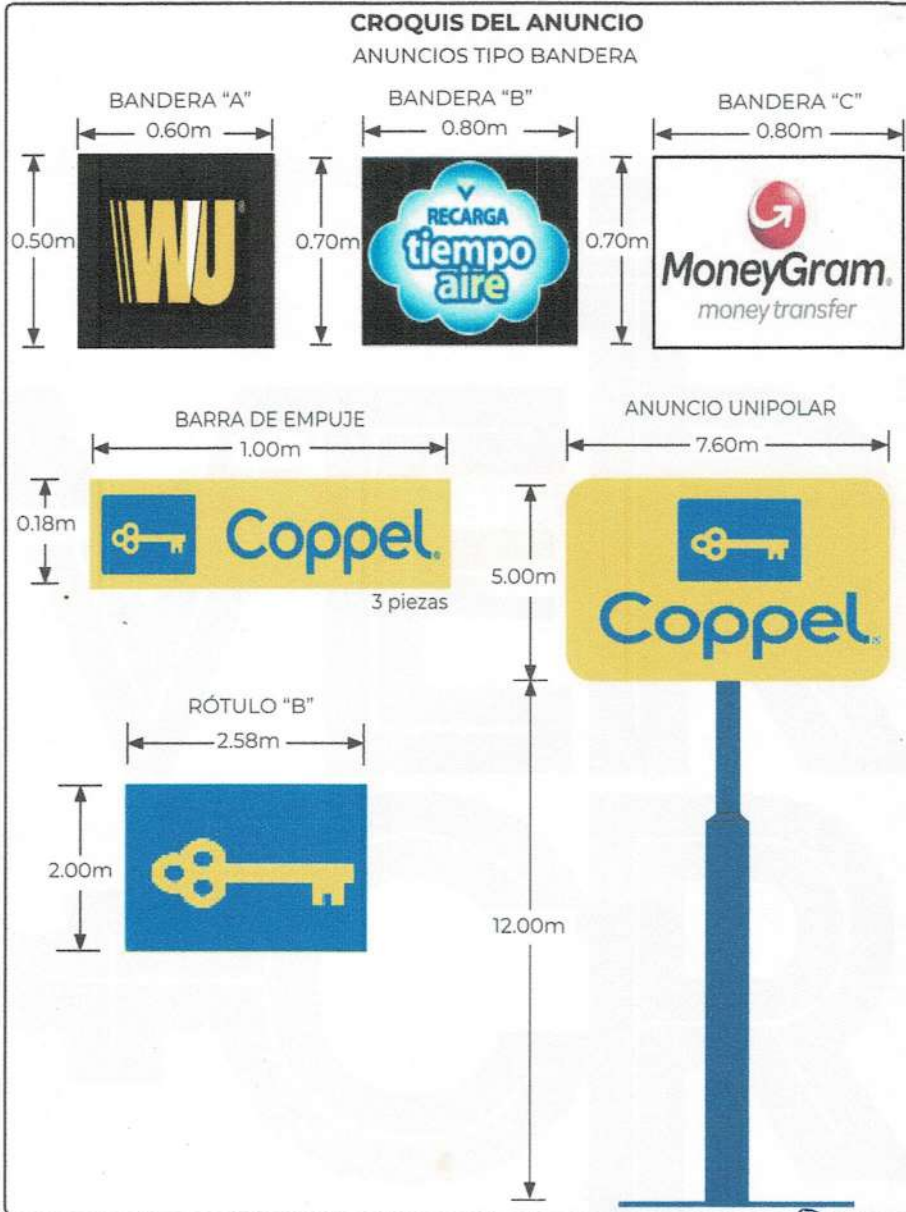 CROQUIS DEL ANUNCIO
ANUNCIOS TIPO BANDERA
BANDERA “A”
0.60m
0.50m
WU
BANDERA “B”
0.80m
0.70m
RECARGA
tiempo
aire
BANDERA “C”
0.80m
0.70m
MoneyGram.
money transfer
BARRA DE EMPUJE
1.00m
0.18m
Coppel.
3 piezas
ANUNCIO UNIPOLAR
7.60m
5.00m
Coppel.
12.00m
RÓTULO “B”
2.58m
2.00m